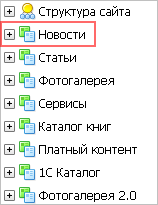 Структура сайта
Новости
Статьи
Фотогалерея
Сервисы
Каталог книг
Платный контент
1С Каталог
Фотогалерея 2.0